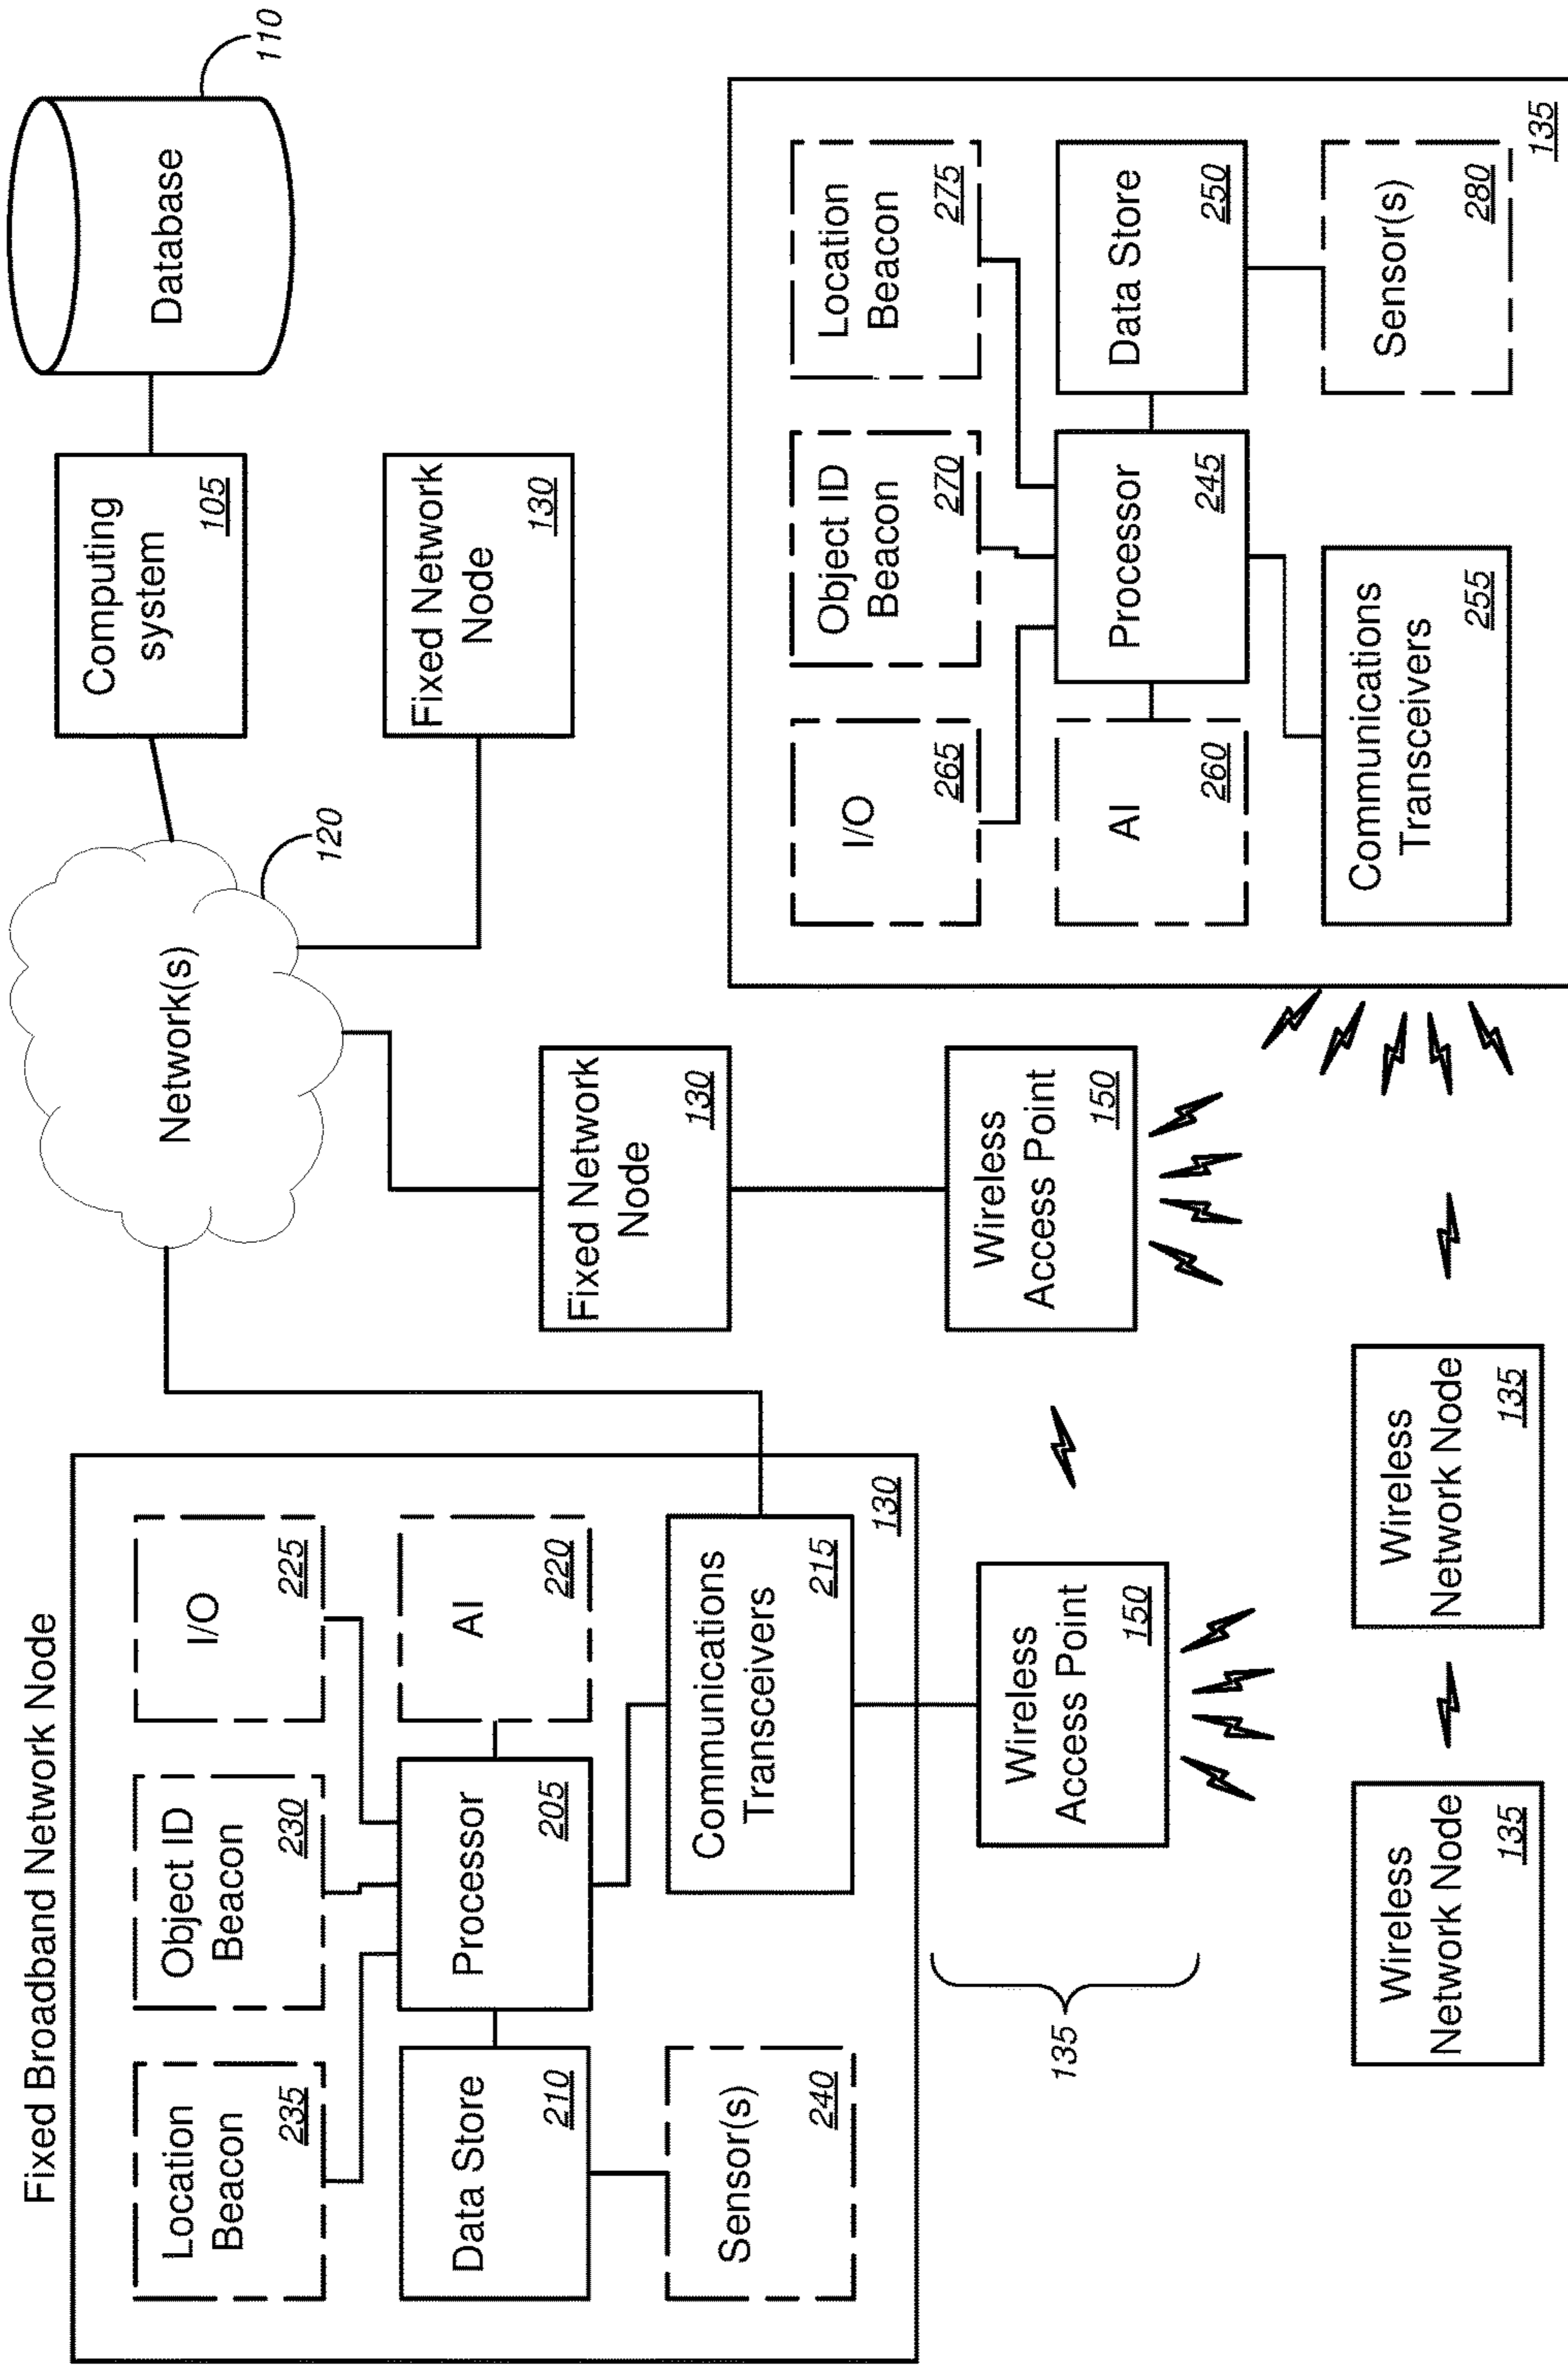 Fixed Broadband Network Node
Location
Beacon
235
Object ID
Beacon
230
I/O
225
Data Store
210
Processor
205
AI
220
Sensor(s)
240
Communications
Transceivers
215
130
135
Wireless
Access Point
150
Network(s)
120
Computing
system
105
Database
110
Fixed Network
Node
130
Fixed Network
Node
130
Wireless
Access Point
150
I/O
265
Object ID
Beacon
270
Location
Beacon
275
AI
260
Processor
245
Data Store
250
Communications
Transceivers
255
Sensor(s)
280
135
Wireless
Network Node
135
Wireless
Network Node
135